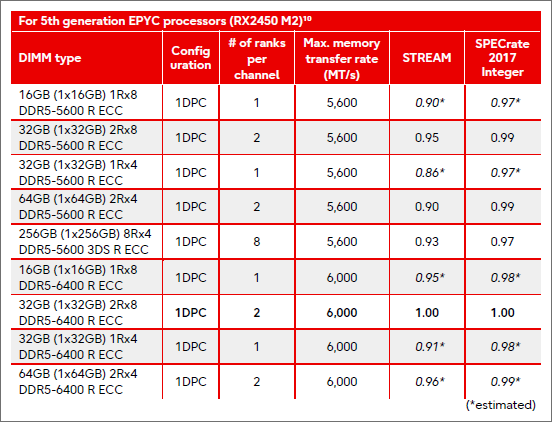 For 5th generation EPYC processors (RX2450 M2)¹⁰
DIMM type | Config uration | # of ranks per channel | Max. memory transfer rate (MT/s) | STREAM | SPECrate 2017 Integer
16GB (1x16GB) 1Rx8 DDR5-5600 R ECC | 1DPC | 1 | 5,600 | 0.90* | 0.97*
32GB (1x32GB) 2Rx8 DDR5-5600 R ECC | 1DPC | 2 | 5,600 | 0.95 | 0.99
32GB (1x32GB) 1Rx4 DDR5-5600 R ECC | 1DPC | 1 | 5,600 | 0.86* | 0.97*
64GB (1x64GB) 2Rx4 DDR5-5600 R ECC | 1DPC | 2 | 5,600 | 0.90 | 0.99
256GB (1x256GB) 8Rx4 DDR5-5600 3DS R ECC | 1DPC | 8 | 5,600 | 0.93 | 0.97
16GB (1x16GB) 1Rx8 DDR5-6400 R ECC | 1DPC | 1 | 6,000 | 0.95* | 0.98*
32GB (1x32GB) 2Rx8 DDR5-6400 R ECC | 1DPC | 2 | 6,000 | 1.00 | 1.00
32GB (1x32GB) 1Rx4 DDR5-6400 R ECC | 1DPC | 1 | 6,000 | 0.91* | 0.98*
64GB (1x64GB) 2Rx4 DDR5-6400 R ECC | 1DPC | 2 | 6,000 | 0.96* | 0.99*
(*estimated)